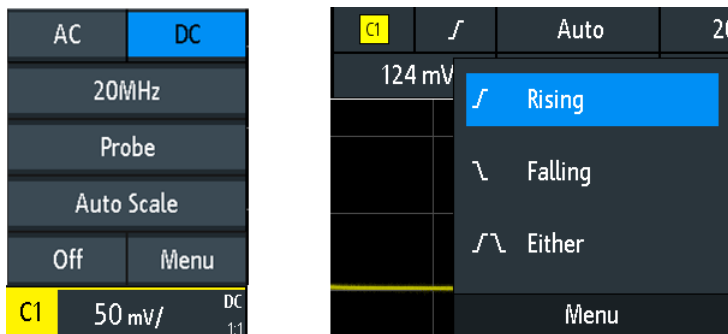 AC DC
20MHz
Probe
Auto Scale
Off Menu
C1 50 mV/ DC
1:1
C1 Auto 20
124 mV
Rising
Falling
Either
Menu